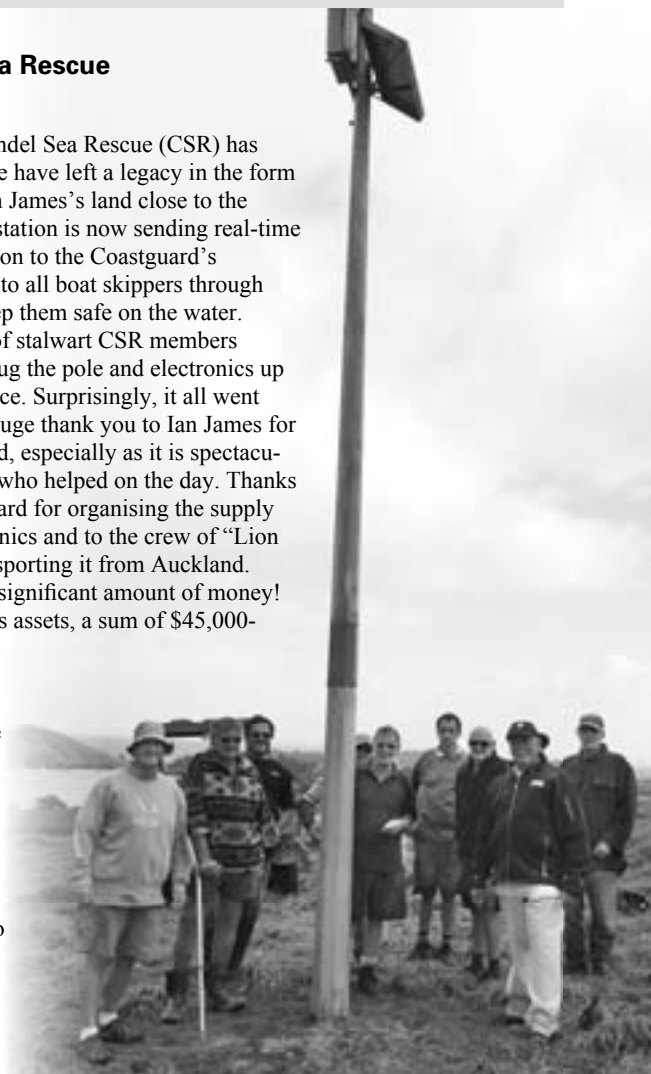 a Rescue
ndel Sea Rescue (CSR) has
e have left a legacy in the form
n James’s land close to the
station is now sending real-time
on to the Coastguard’s
to all boat skippers through
ep them safe on the water.
of stalwart CSR members
ug the pole and electronics up
ce. Surprisingly, it all went
uge thank you to Ian James for
d, especially as it is spectacu-
who helped on the day. Thanks
ard for organising the supply
nics and to the crew of “Lion
sporting it from Auckland.
significant amount of money!
s assets, a sum of $45,000-